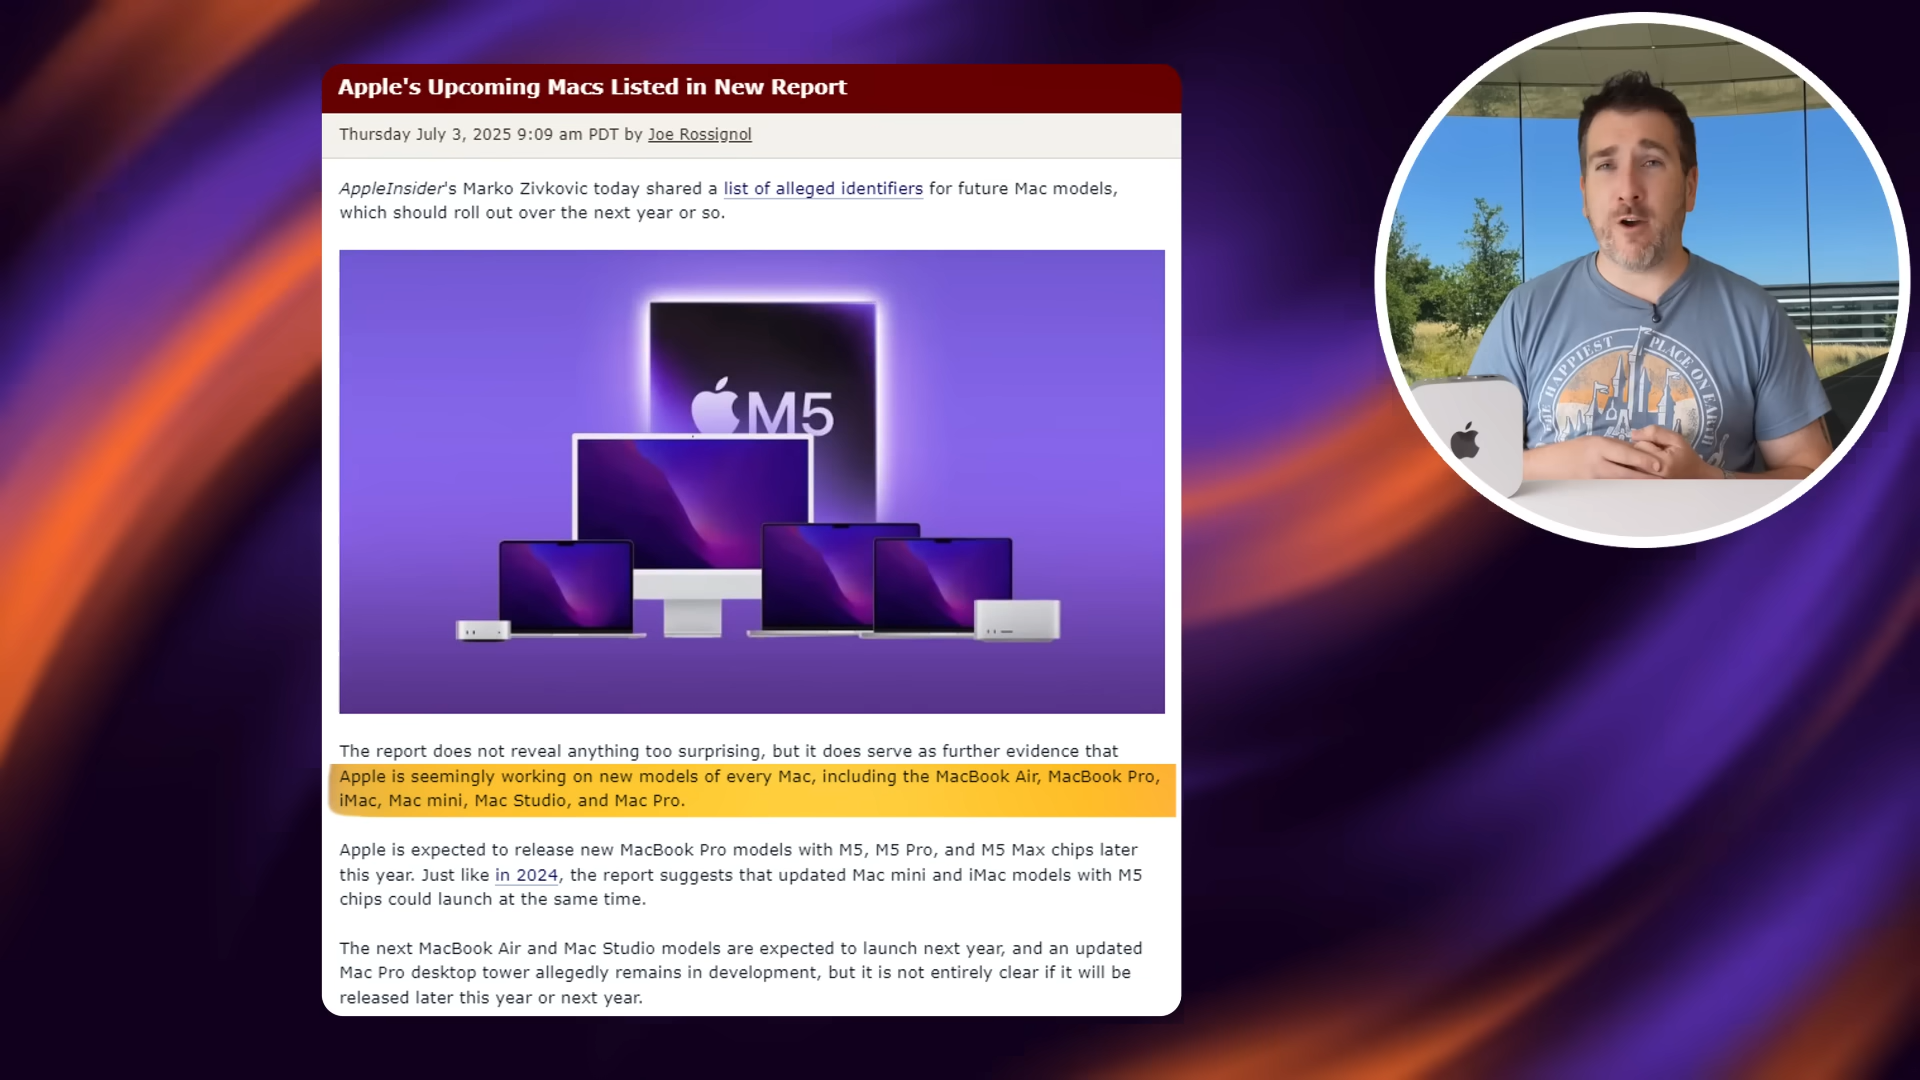 Apple's Upcoming Macs Listed in New Report
Thursday July 3, 2025 9:09 am PDT by Joe Rossignol
AppleInsider's Marko Zivkovic today shared a list of alleged identifiers for future Mac models,
which should roll out over the next year or so.
M5
The report does not reveal anything too surprising, but it does serve as further evidence that
Apple is seemingly working on new models of every Mac, including the MacBook Air, MacBook Pro,
iMac, Mac mini, Mac Studio, and Mac Pro.
Apple is expected to release new MacBook Pro models with M5, M5 Pro, and M5 Max chips later
this year. Just like in 2024, the report suggests that updated Mac mini and iMac models with M5
chips could launch at the same time.
The next MacBook Air and Mac Studio models are expected to launch next year, and an updated
Mac Pro desktop tower allegedly remains in development, but it is not entirely clear if it will be
released later this year or next year.
THE HAPPIEST PLACE ON EARTH